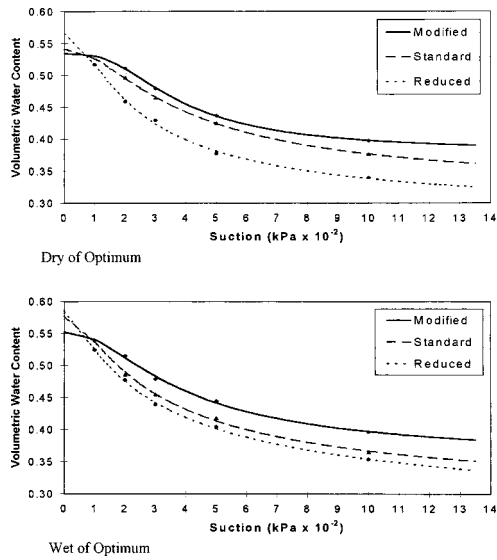 0.60
0.55
0.50
0.45
0.40
0.35
0.30
Volumetric Water Content
Modified
Standard
Reduced
0 1 2 3 4 5 6 7 8 9 10 11 12 13 14
Suction (kPa x 10⁻²)
Dry of Optimum
0.60
0.55
0.50
0.45
0.40
0.35
0.30
Volumetric Water Content
Modified
Standard
Reduced
0 1 2 3 4 5 6 7 8 9 10 11 12 13 14
Suction (kPa x 10⁻²)
Wet of Optimum